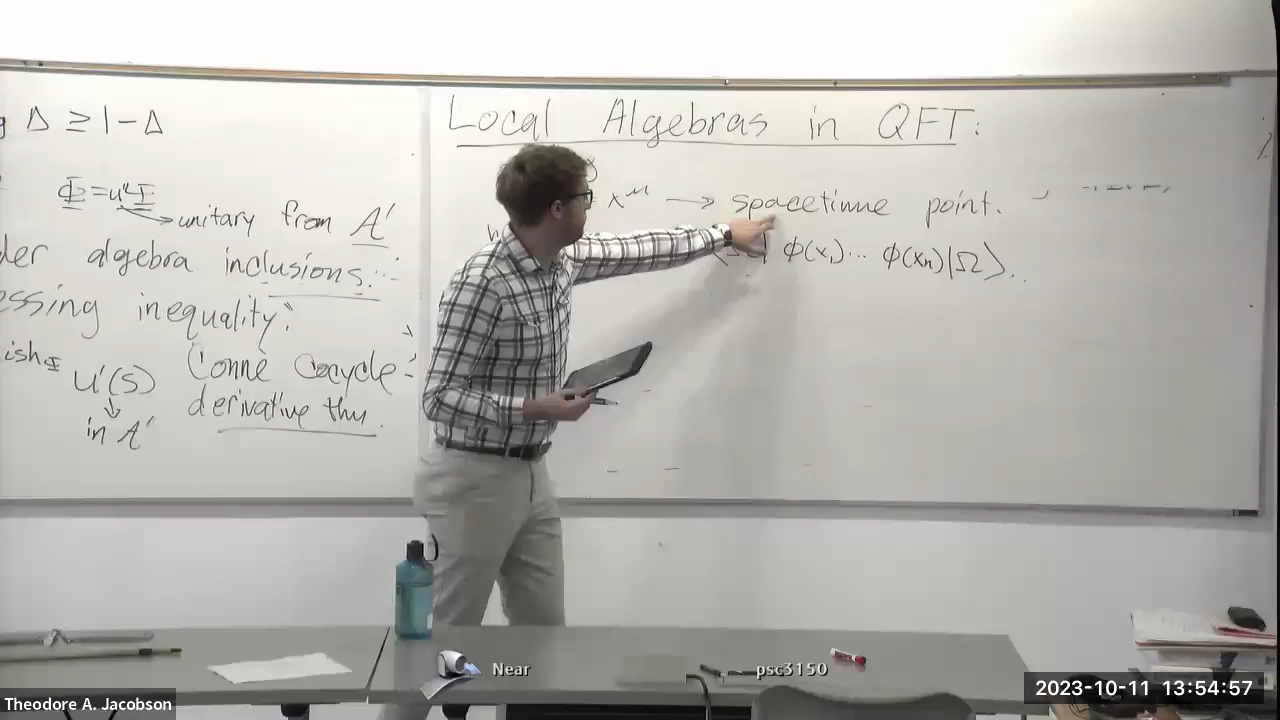 Δ ≥ 1 - Δ
Φ = u'Ψ
unitary from A'
der algebra inclusions.
essing inequality:
u'(s)
Conne Cocycle
in A'
derivative thm.
Local Algebras in QFT:
x^μ → spacetime point.
φ(x₁)... φ(xₙ)|Ω⟩.
Near
psc3150
2023-10-11 13:54:57
Theodore A. Jacobson